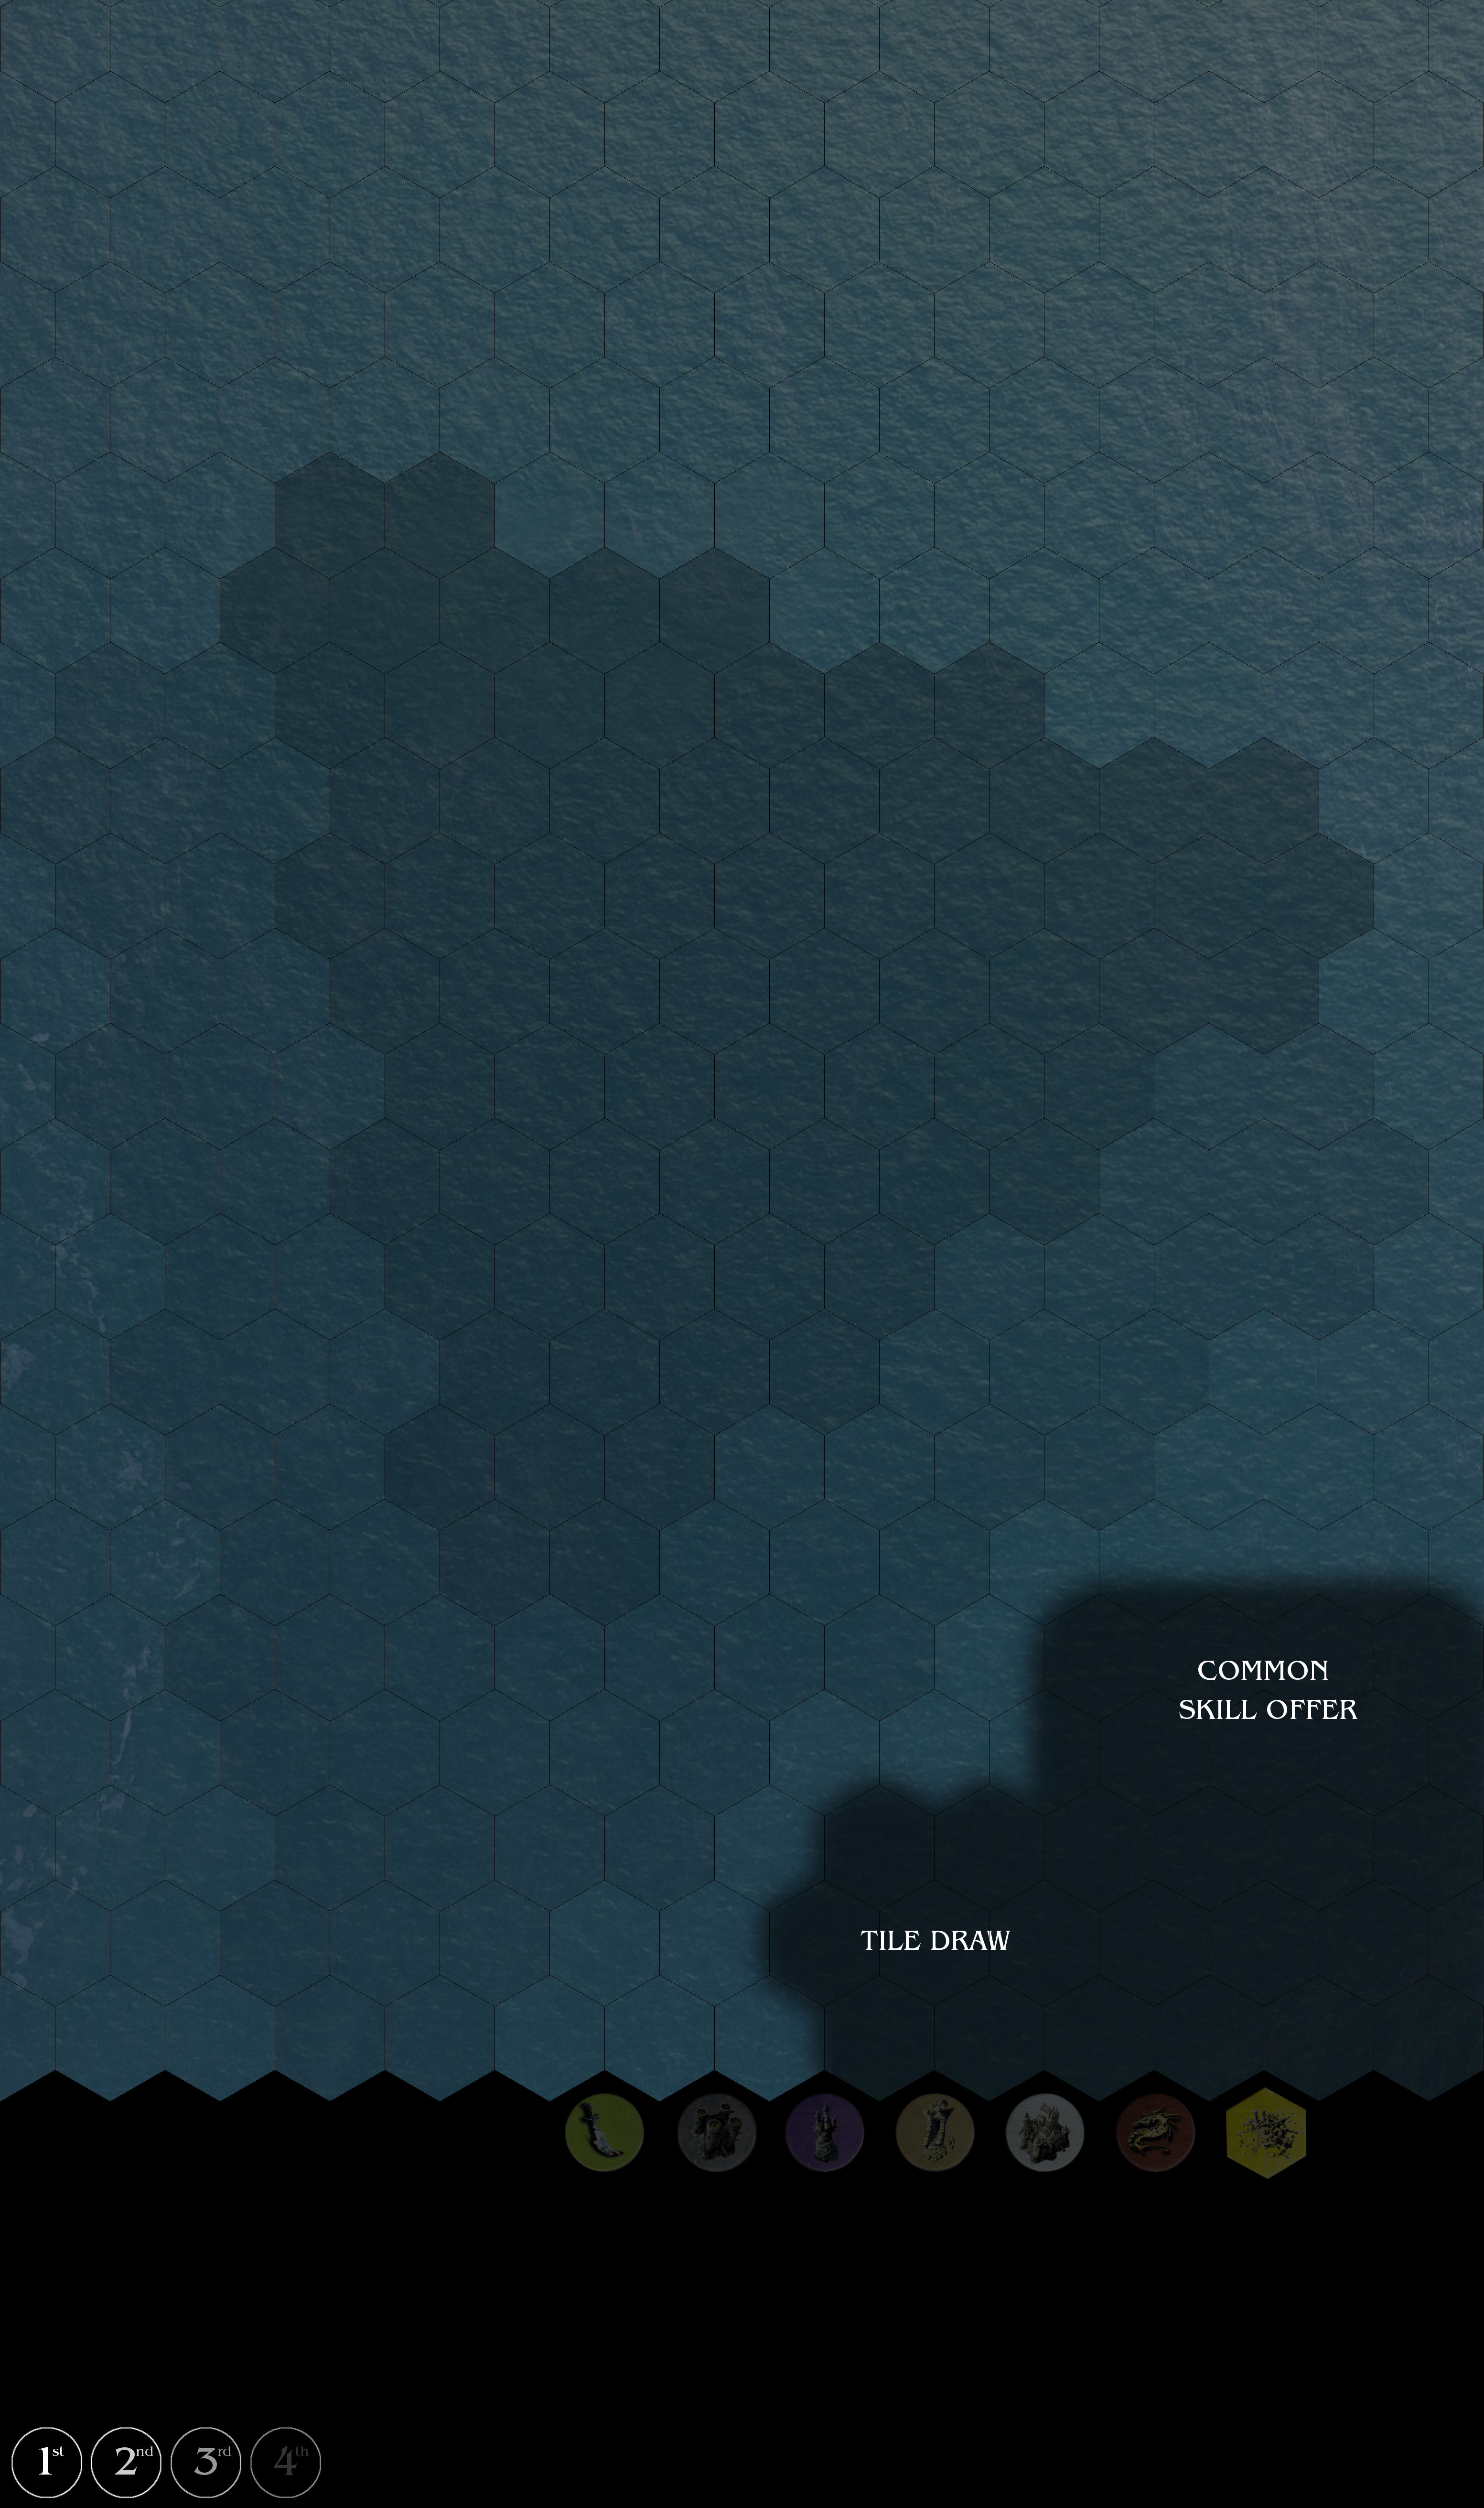 COMMON
SKILL OFFER
TILE DRAW
1st 2nd 3rd 4th